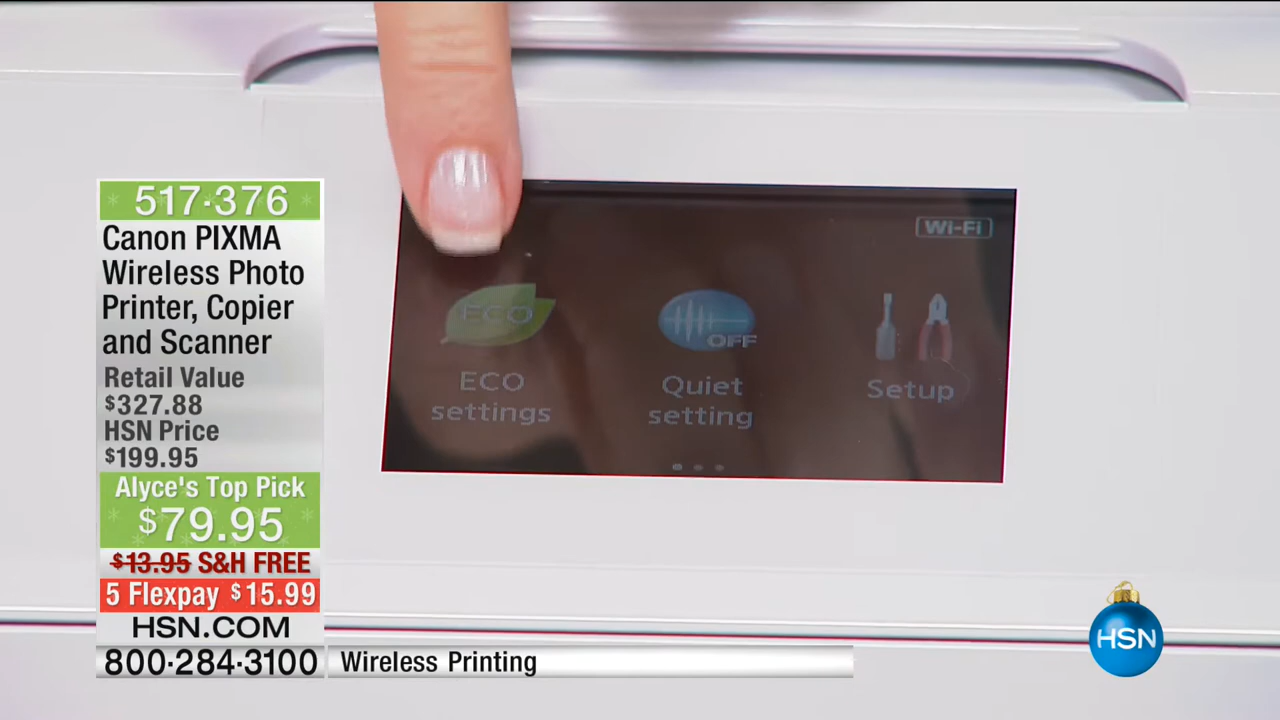 517·376
Canon PIXMA
Wireless Photo
Printer, Copier
and Scanner
Retail Value
$327.88
HSN Price
$199.95
Alyce's Top Pick
$79.95
$13.95 S&H FREE
5 Flexpay $15.99
HSN.COM
800·284·3100
Wireless Printing
Wi-Fi
ECO
OFF
ECO settings
Quiet setting
Setup
HSN